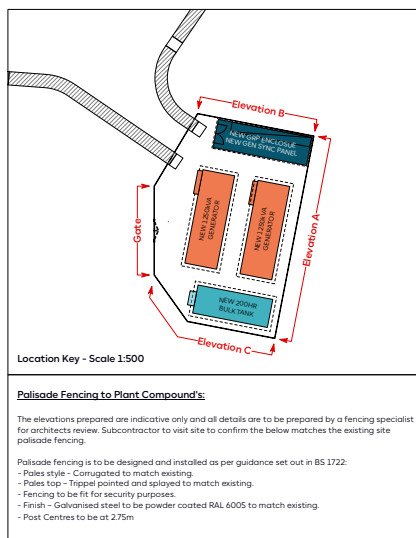 Elevation B
NEW GRP ENCLOSUE
NEW GEN SYNC PANEL
Elevation A
NEW 1250kVA
GENERATOR
NEW 1250kVA
GENERATOR
Gate
NEW 200HR
BULK TANK
Elevation C
Location Key - Scale 1:500
Palisade Fencing to Plant Compound's:
The elevations prepared are indicative only and all details are to be prepared by a fencing specialist
for architects review. Subcontractor to visit site to confirm the below matches the existing site
palisade fencing.
Palisade fencing is to be designed and installed as per guidance set out in BS 1722:
- Pales style - Corrugated to match existing.
- Pales top – Trippel pointed and splayed to match existing.
- Fencing to be fit for security purposes.
- Finish – Galvanised steel to be powder coated RAL 6005 to match existing.
- Post Centres to be at 2.75m